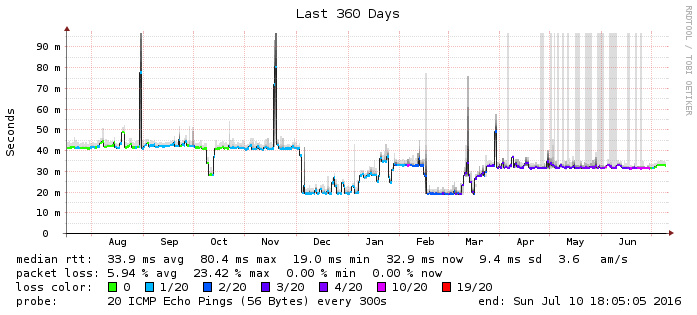 Last 360 Days
RRDTOOL / TOBI OETIKER
Seconds
90 m
80 m
70 m
60 m
50 m
40 m
30 m
20 m
10 m
0
Aug Sep Oct Nov Dec Jan Feb Mar Apr May Jun
median rtt: 33.9 ms avg 80.4 ms max 19.0 ms min 32.9 ms now 9.4 ms sd 3.6 am/s
packet loss: 5.94 % avg 23.42 % max 0.00 % min 0.00 % now
loss color: 0 1/20 2/20 3/20 4/20 10/20 19/20
probe: 20 ICMP Echo Pings (56 Bytes) every 300s end: Sun Jul 10 18:05:05 2016